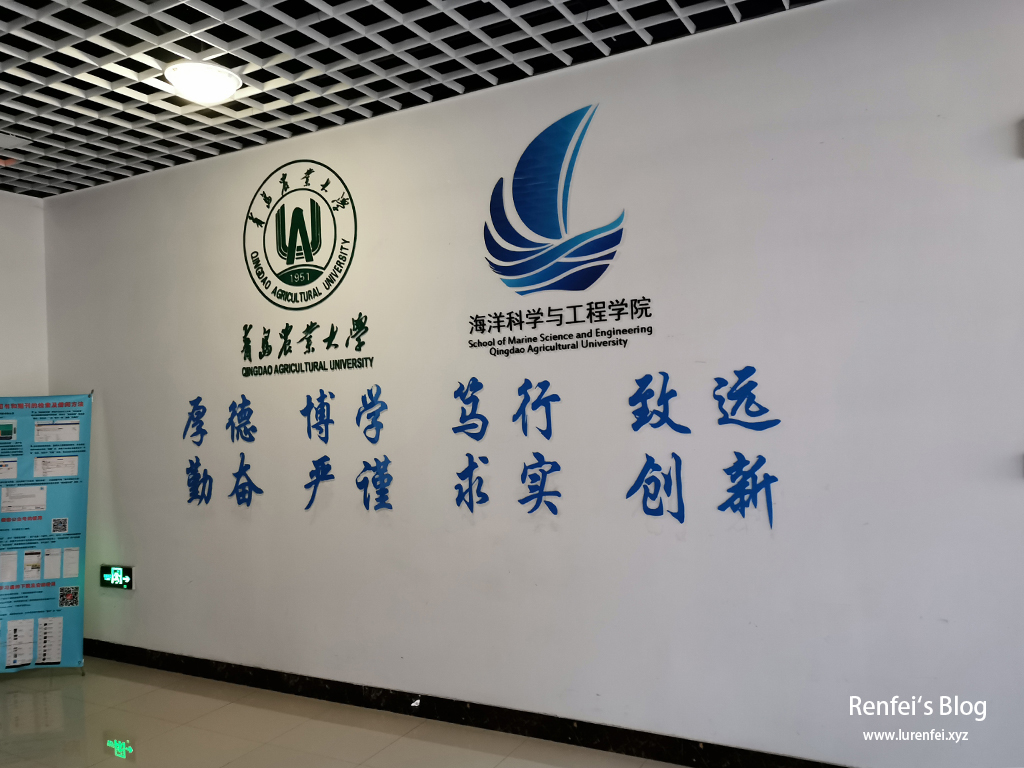 青岛农业大学
QINGDAO AGRICULTURAL UNIVERSITY
1951
青岛农业大学
QINGDAO AGRICULTURAL UNIVERSITY
海洋科学与工程学院
School of Marine Science and Engineering
Qingdao Agricultural University
厚德 博学 笃行 致远
勤奋 严谨 求实 创新
Renfei's Blog
www.lurenfei.xyz